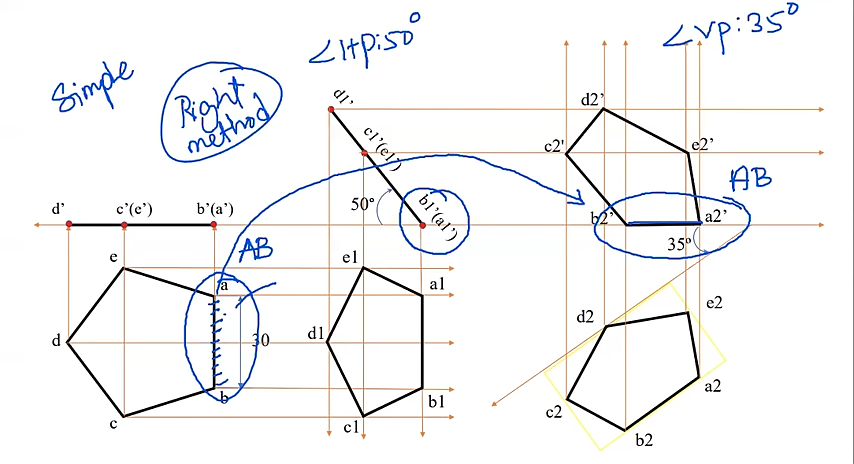 Simple
Right
method
∠HP:50°
∠VP:35°
d'
c'(e')
b'(a')
AB
e
a
d
30
b
c
d1'
c1'(e1')
b1'(a1')
50°
e1
a1
d1
b1
c1
d2'
c2'
e2'
b2'
a2'
AB
35°
d2
e2
c2
a2
b2